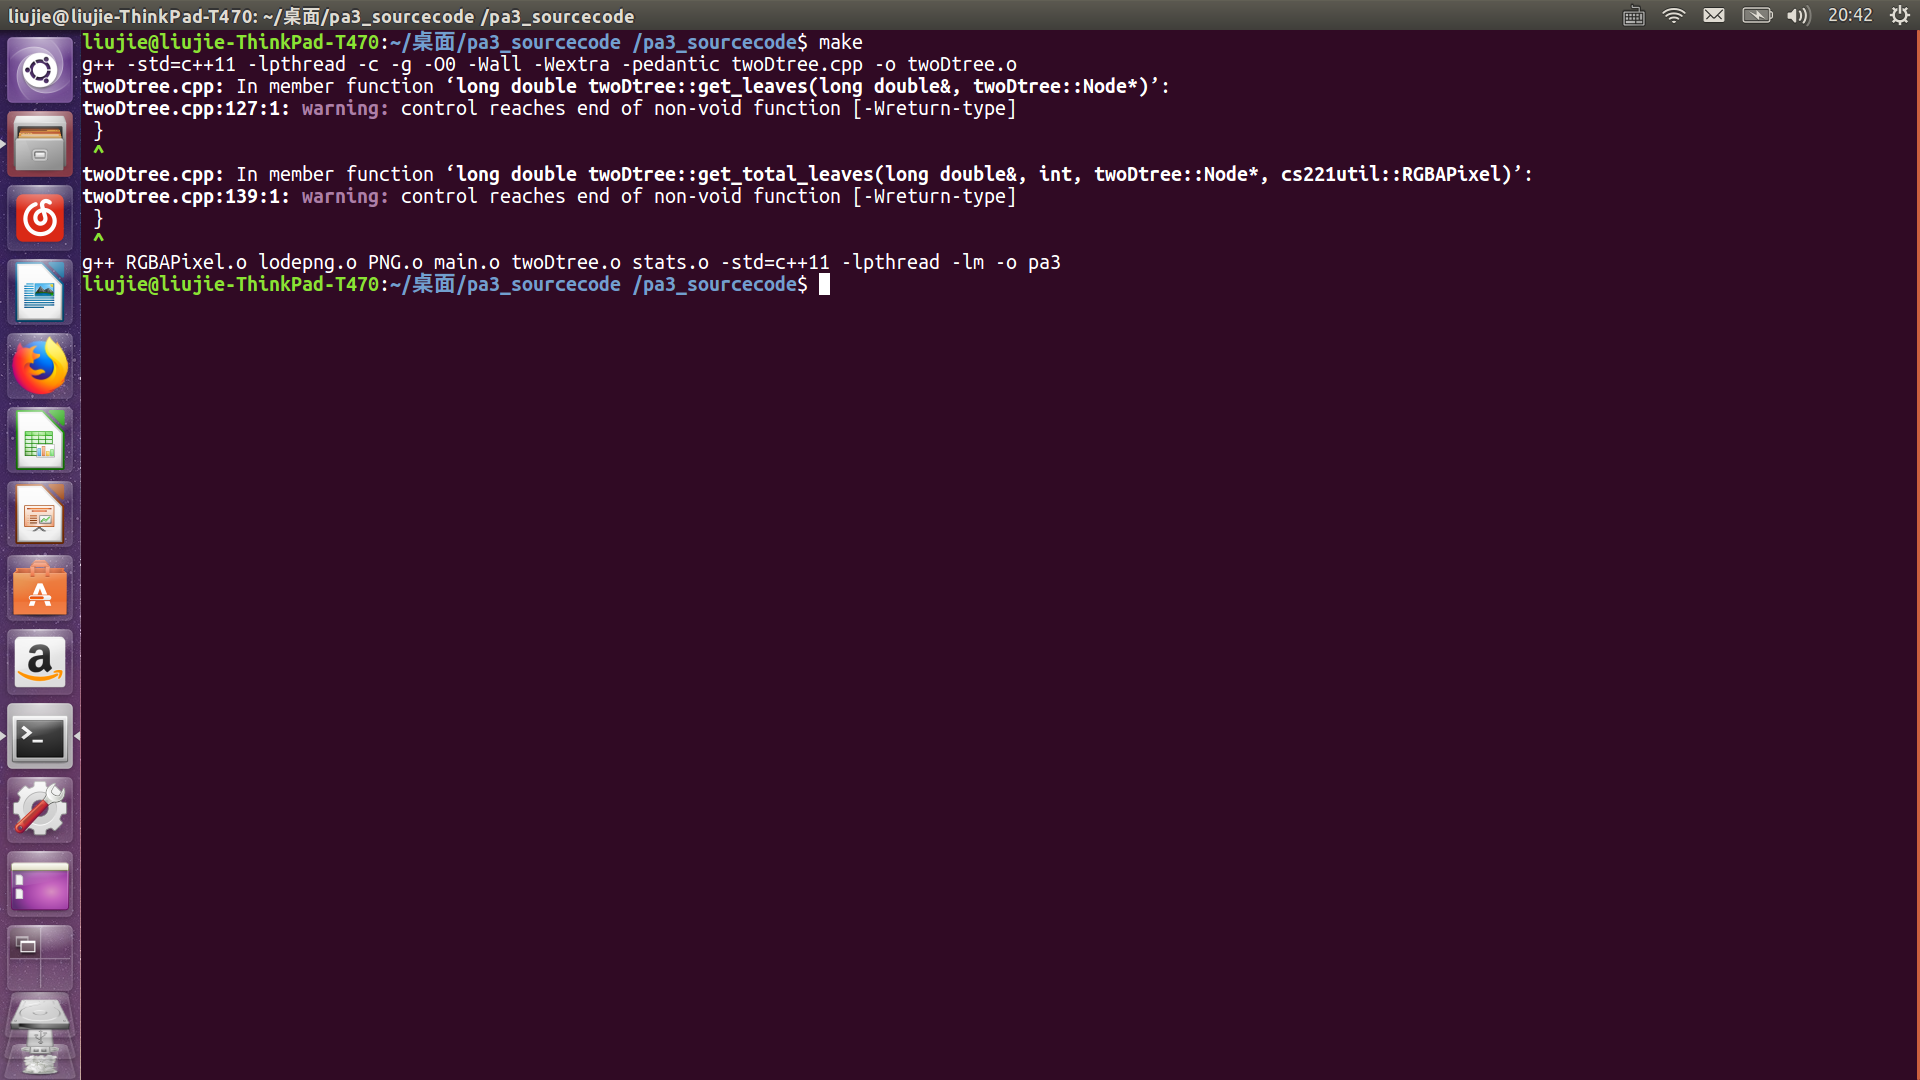 liujie@liujie-ThinkPad-T470: ~/桌面/pa3_sourcecode /pa3_sourcecode
20:42
liujie@liujie-ThinkPad-T470:~/桌面/pa3_sourcecode /pa3_sourcecode$ make
g++ -std=c++11 -lpthread -c -g -O0 -Wall -Wextra -pedantic twoDtree.cpp -o twoDtree.o
twoDtree.cpp: In member function ‘long double twoDtree::get_leaves(long double&, twoDtree::Node*)’:
twoDtree.cpp:127:1: warning: control reaches end of non-void function [-Wreturn-type]
 }
 ^
twoDtree.cpp: In member function ‘long double twoDtree::get_total_leaves(long double&, int, twoDtree::Node*, cs221util::RGBAPixel)’:
twoDtree.cpp:139:1: warning: control reaches end of non-void function [-Wreturn-type]
 }
 ^
g++ RGBAPixel.o lodepng.o PNG.o main.o twoDtree.o stats.o -std=c++11 -lpthread -lm -o pa3
liujie@liujie-ThinkPad-T470:~/桌面/pa3_sourcecode /pa3_sourcecode$